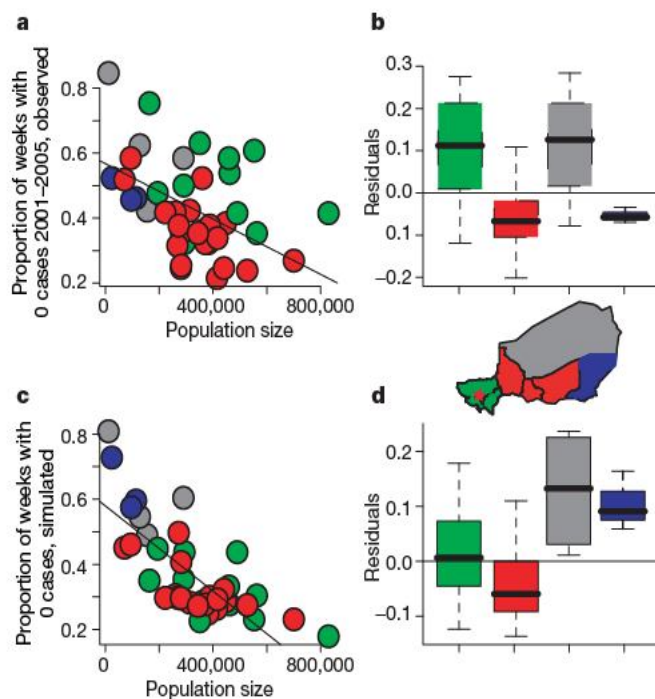 a
Proportion of weeks with
0 cases 2001–2005, observed
0.8
0.6
0.4
0.2
0
400,000
800,000
Population size
b
Residuals
0.3
0.2
0.1
0.0
0.1
−0.2
c
Proportion of weeks with
0 cases, simulated
0.8
0.6
0.4
0.2
0
400,000
800,000
Population size
d
Residuals
0.2
0.1
0.0
−0.1